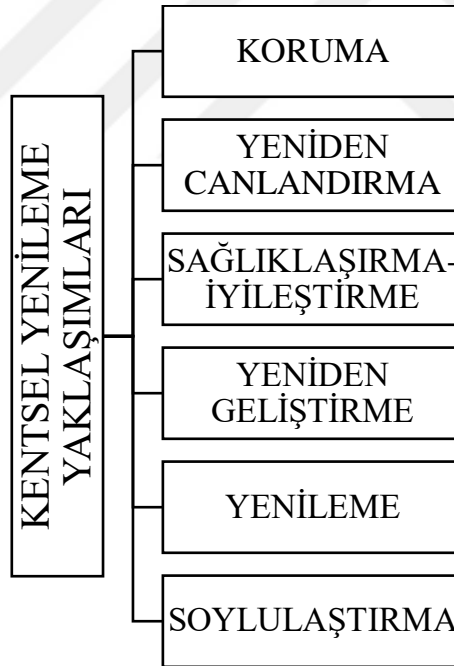 KENTSEL YENİLEME
YAKLAŞIMLARI
KORUMA
YENİDEN
CANLANDIRMA
SAĞLIKLAŞIRMA-
İYİLEŞTİRME
YENİDEN
GELİŞTİRME
YENİLEME
SOYLULAŞTIRMA